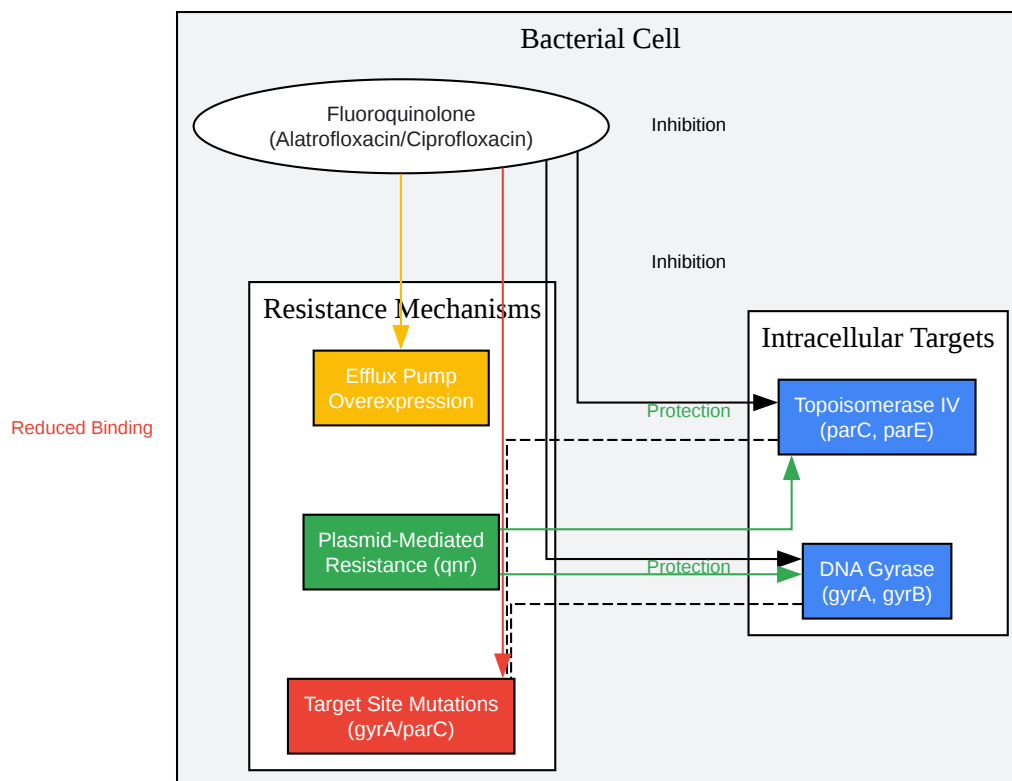 Bacterial Cell
Fluoroquinolone
(Alatrofloxacin/Ciprofloxacin)
Inhibition
Inhibition
Resistance Mechanisms
Intracellular Targets
Efflux Pump
Overexpression
Topoisomerase IV
(parC, parE)
Protection
Reduced Binding
Plasmid-Mediated
Resistance (qnr)
Protection
DNA Gyrase
(gyrA, gyrB)
Target Site Mutations
(gyrA/parC)